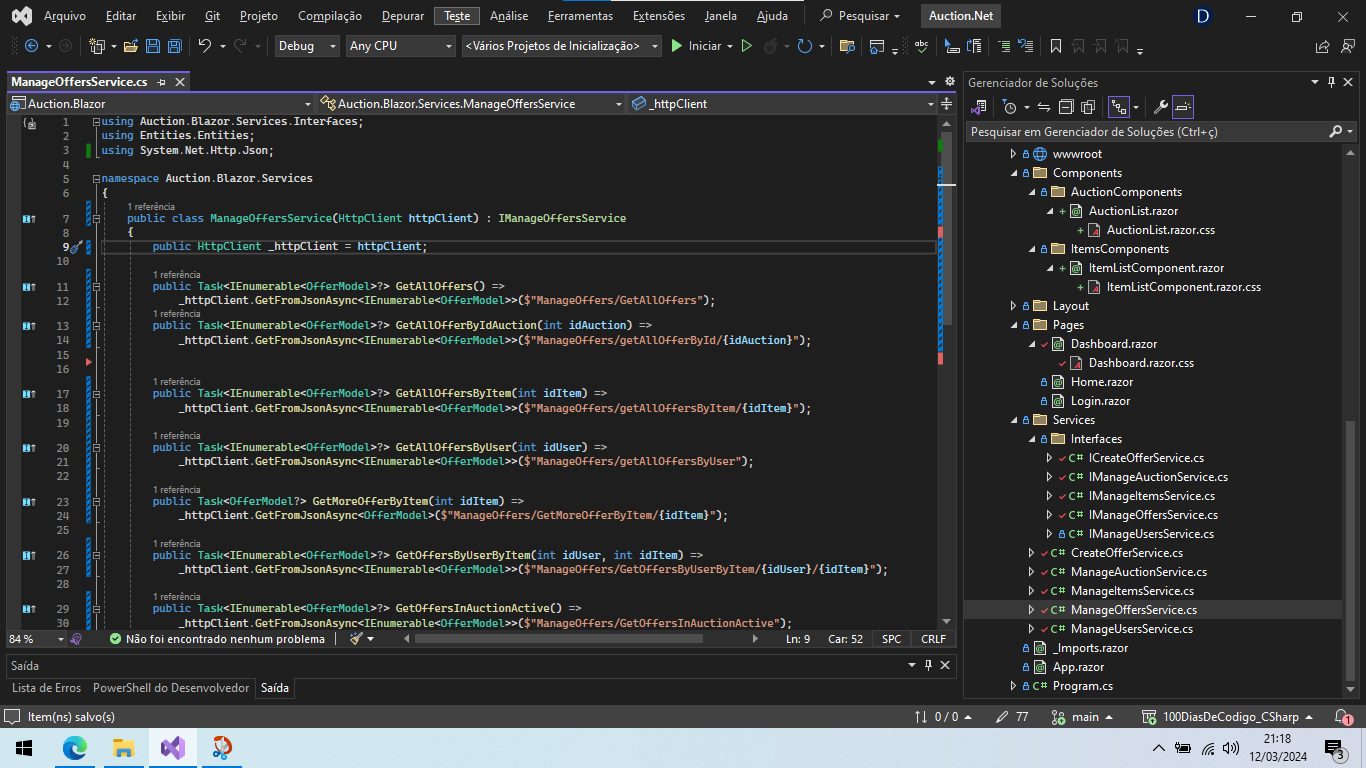 Arquivo Editar Exibir Git Projeto Compilação Depurar Teste Análise Ferramentas Extensões Janela Ajuda Pesquisar Auction.Net D
Debug Any CPU <Vários Projetos de Inicialização> Iniciar
ManageOffersService.cs
Auction.Blazor Auction.Blazor.Services.ManageOffersService _httpClient
1 using Auction.Blazor.Services.Interfaces;
2 using Entities.Entities;
3 using System.Net.Http.Json;
4
5 namespace Auction.Blazor.Services
6 {
1 referência
7 public class ManageOffersService(HttpClient httpClient) : IManageOffersService
8 {
9 public HttpClient _httpClient = httpClient;
10
1 referência
11 public Task<IEnumerable<OfferModel>?> GetAllOffers() =>
12 _httpClient.GetFromJsonAsync<IEnumerable<OfferModel>>($"ManageOffers/GetAllOffers");
1 referência
13 public Task<IEnumerable<OfferModel>?> GetAllOfferByIdAuction(int idAuction) =>
14 _httpClient.GetFromJsonAsync<IEnumerable<OfferModel>>($"ManageOffers/getAllOfferById/{idAuction}");
15
16
1 referência
17 public Task<IEnumerable<OfferModel>?> GetAllOffersByItem(int idItem) =>
18 _httpClient.GetFromJsonAsync<IEnumerable<OfferModel>>($"ManageOffers/getAllOffersByItem/{idItem}");
19
1 referência
20 public Task<IEnumerable<OfferModel>?> GetAllOffersByUser(int idUser) =>
21 _httpClient.GetFromJsonAsync<IEnumerable<OfferModel>>($"ManageOffers/getAllOffersByUser");
22
1 referência
23 public Task<OfferModel?> GetMoreOfferByItem(int idItem) =>
24 _httpClient.GetFromJsonAsync<OfferModel>($"ManageOffers/GetMoreOfferByItem/{idItem}");
25
1 referência
26 public Task<IEnumerable<OfferModel>?> GetOffersByUserByItem(int idUser, int idItem) =>
27 _httpClient.GetFromJsonAsync<IEnumerable<OfferModel>>($"ManageOffers/GetOffersByUserByItem/{idUser}/{idItem}");
28
1 referência
29 public Task<IEnumerable<OfferModel>?> GetOffersInAuctionActive() =>
30 _httpClient.GetFromJsonAsync<IEnumerable<OfferModel>>($"ManageOffers/GetOffersInAuctionActive");
84 % Não foi encontrado nenhum problema Ln: 9 Car: 52 SPC CRLF
Saída
Lista de Erros PowerShell do Desenvolvedor Saída
Gerenciador de Soluções
Pesquisar em Gerenciador de Soluções (Ctrl+ç)
wwwroot
Components
AuctionComponents
AuctionList.razor
AuctionList.razor.css
ItemsComponents
ItemListComponent.razor
ItemListComponent.razor.css
Layout
Pages
Dashboard.razor
Dashboard.razor.css
Home.razor
Login.razor
Services
Interfaces
C# ICreateOfferService.cs
C# IManageAuctionService.cs
C# IManageItemsService.cs
C# IManageOffersService.cs
C# IManageUsersService.cs
C# CreateOfferService.cs
C# ManageAuctionService.cs
C# ManageItemsService.cs
C# ManageOffersService.cs
C# ManageUsersService.cs
_Imports.razor
App.razor
C# Program.cs
Item(ns) salvo(s) 0 / 0 77 main 100DiasDeCodigo_CSharp 1
21:18
12/03/2024
3